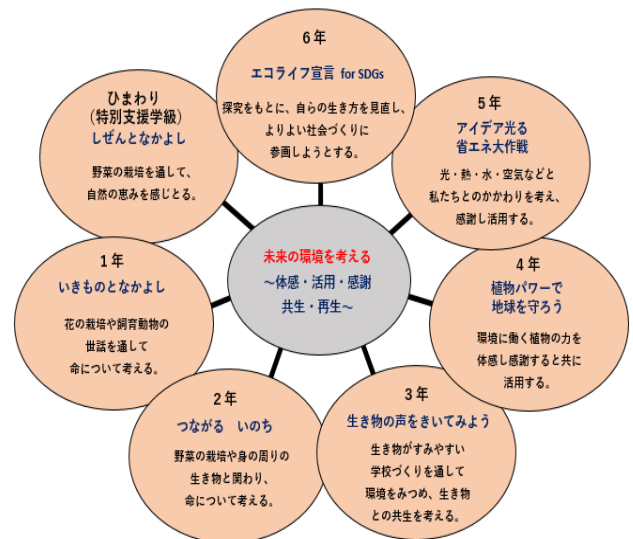 未来の環境を考える
～体感・活用・感謝
共生・再生～
6年
エコライフ宣言 for SDGs
探究をもとに、自らの生き方を見直し、
よりよい社会づくりに
参画しようとする。
5年
アイデア光る
省エネ大作戦
光・熱・水・空気などと
私たちとのかかわりを考え、
感謝し活用する。
4年
植物パワーで
地球を守ろう
環境に働く植物の力を
体感し感謝すると共に
活用する。
3年
生き物の声をきいてみよう
生き物がすみやすい
学校づくりを通して
環境をみつめ、生き物
との共生を考える。
2年
つながる　いのち
野菜の栽培や身の周りの
生き物と関わり、
命について考える。
1年
いきものとなかよし
花の栽培や飼育動物の
世話を通して
命について考える。
ひまわり
(特別支援学級)
しぜんとなかよし
野菜の栽培を通して、
自然の恵みを感じとる。